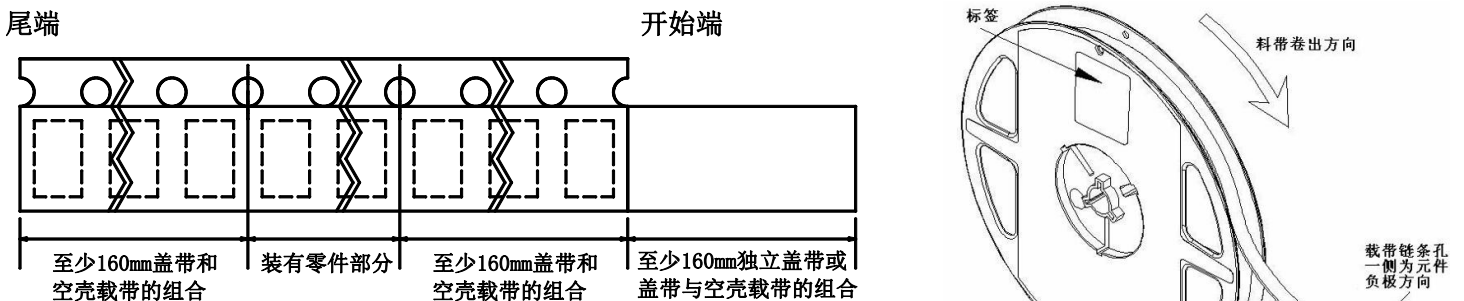 尾端
开始端
至少160mm盖带和
空壳载带的组合
装有零件部分
至少160mm盖带和
空壳载带的组合
至少160mm独立盖带或
盖带与空壳载带的组合
标签
料带卷出方向
载带链条孔
一侧为元件
负极方向